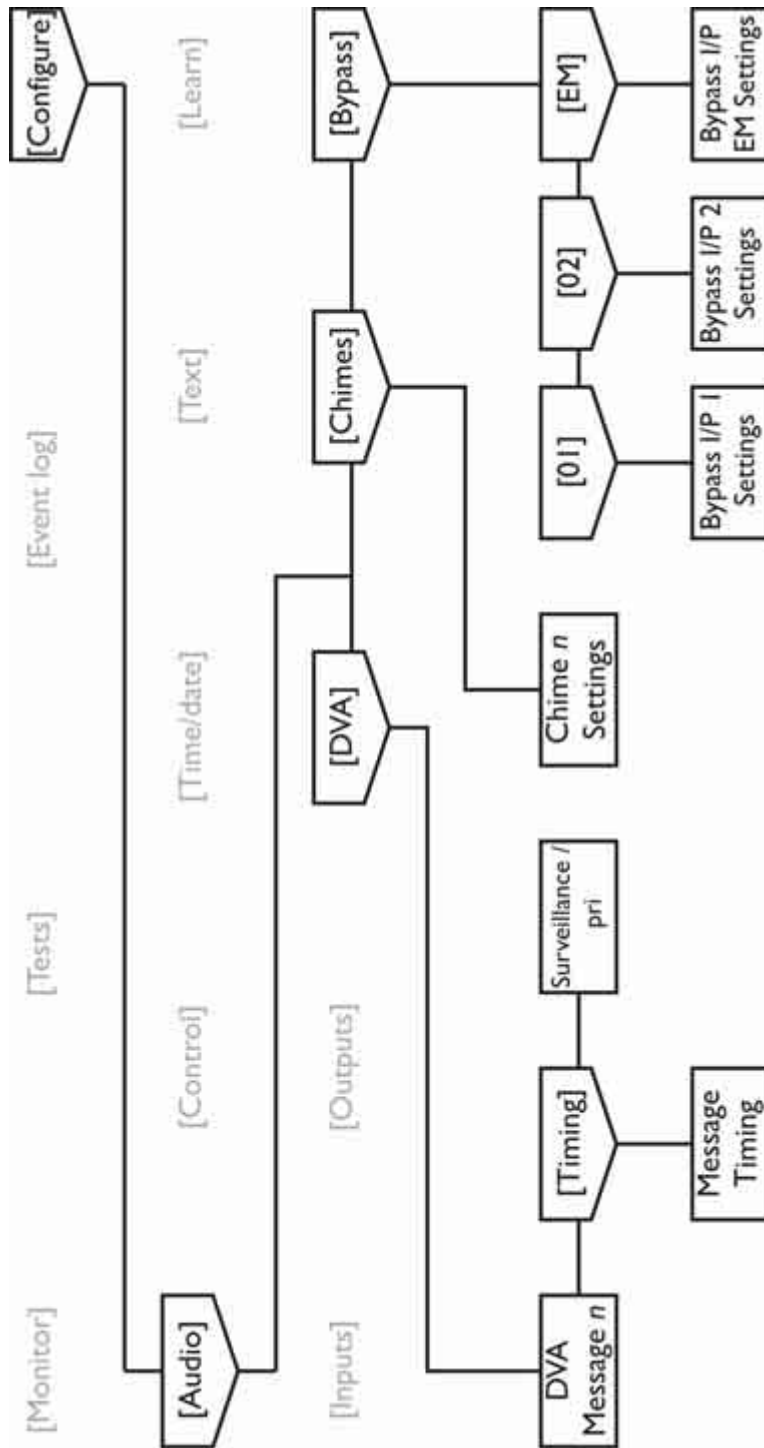 [Monitor]
[Tests]
[Event log]
[Configure]
[Audio]
[Control]
[Time/date]
[Text]
[Learn]
[Inputs]
[Outputs]
[DVA]
[Chimes]
[Bypass]
DVA
Message n
[Timing]
Surveillance /
pri
Chime n
Settings
[01]
[02]
[EM]
Message
Timing
Bypass I/P 1
Settings
Bypass I/P 2
Settings
Bypass I/P
EM Settings